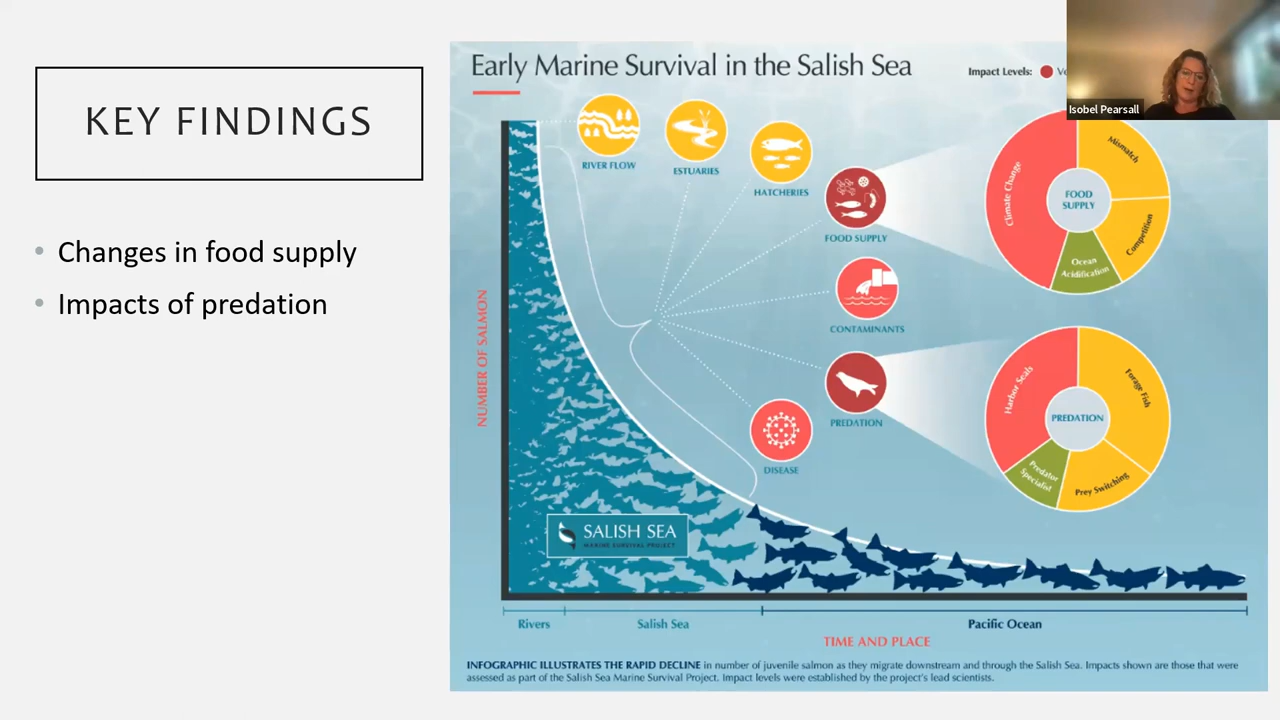 KEY FINDINGS
• Changes in food supply
• Impacts of predation
Early Marine Survival in the Salish Sea
Impact Levels:
Isobel Pearsall
RIVER FLOW
ESTUARIES
HATCHERIES
FOOD SUPPLY
CONTAMINANTS
PREDATION
DISEASE
Climate Change
Mismatch
FOOD
SUPPLY
Competition
Ocean
Acidification
Harbor Seals
Forage Fish
PREDATION
Predator
Specialist
Prey Switching
NUMBER OF SALMON
SALISH SEA
MARINE SURVIVAL PROJECT
Rivers
Salish Sea
Pacific Ocean
TIME AND PLACE
INFOGRAPHIC ILLUSTRATES THE RAPID DECLINE in number of juvenile salmon as they migrate downstream and through the Salish Sea. Impacts shown are those that were
assessed as part of the Salish Sea Marine Survival Project. Impact levels were established by the project's lead scientists.